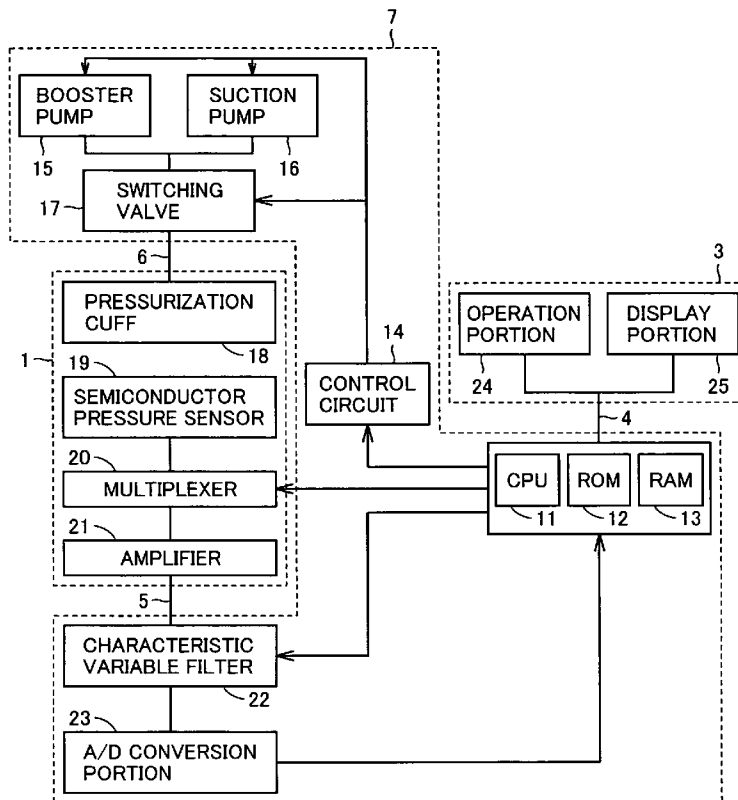 7
BOOSTER
PUMP
15
SUCTION
PUMP
16
SWITCHING
VALVE
17
6
3
PRESSURIZATION
CUFF
18
1
OPERATION
PORTION
24
DISPLAY
PORTION
25
14
CONTROL
CIRCUIT
19
SEMICONDUCTOR
PRESSURE SENSOR
4
20
MULTIPLEXER
CPU
11
ROM
12
RAM
13
21
AMPLIFIER
5
CHARACTERISTIC
VARIABLE FILTER
22
23
A/D CONVERSION
PORTION